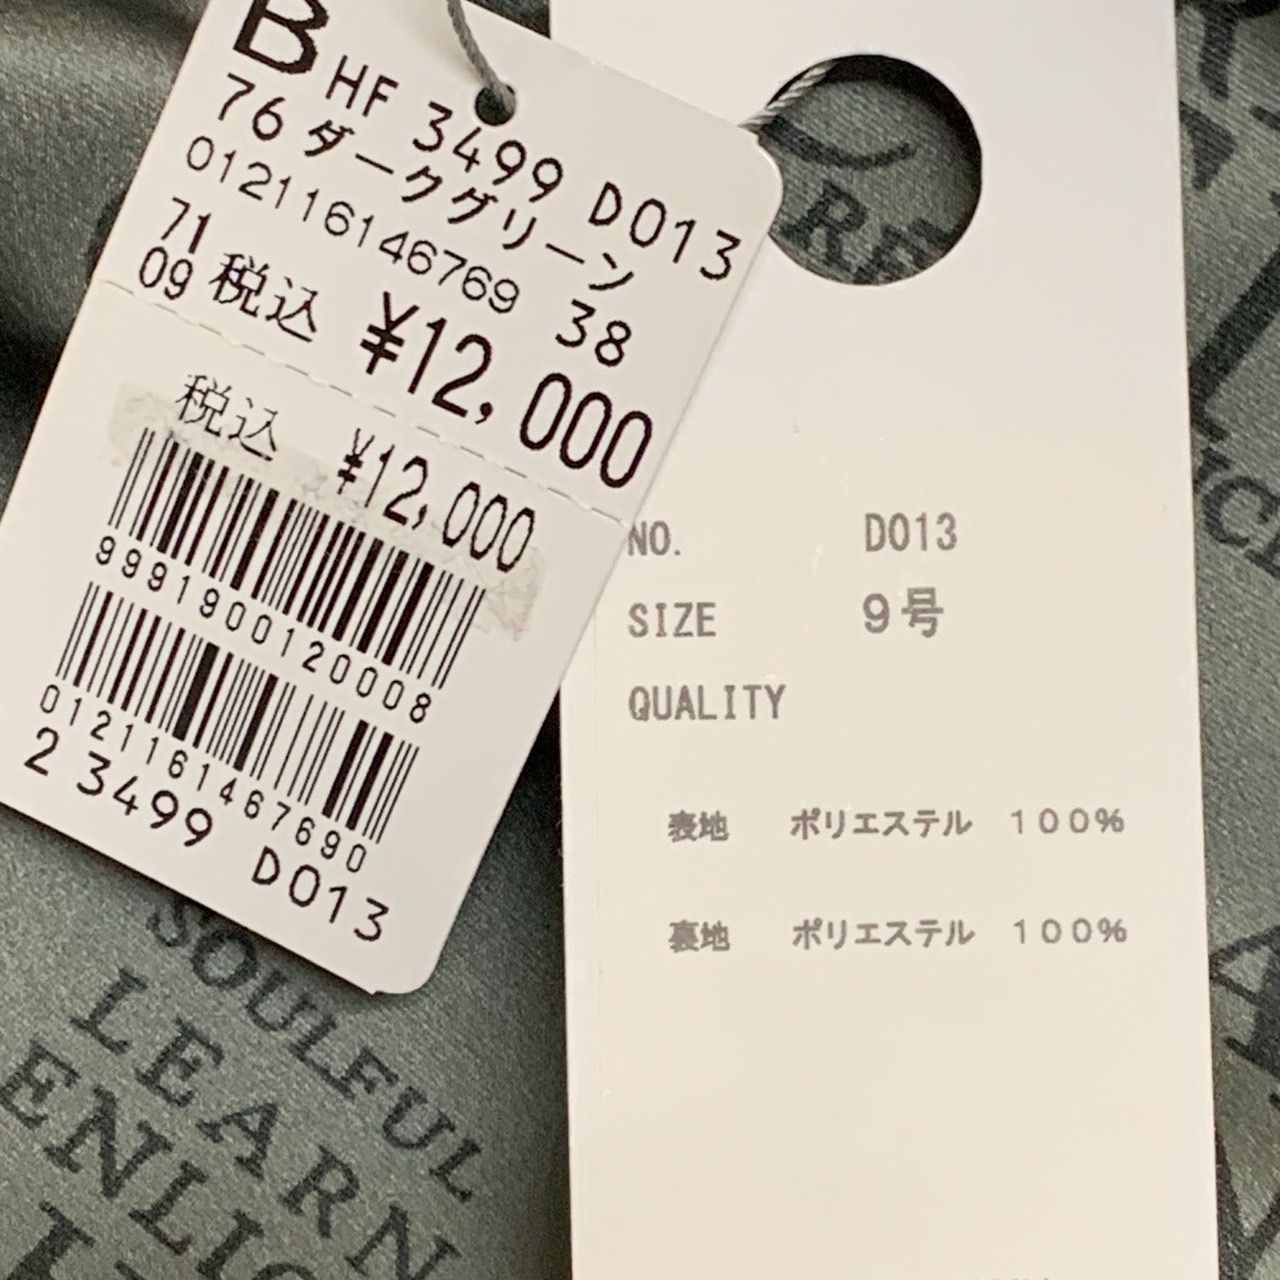 B HF 3499 D013
76 ダークグリーン
012116146769 38
71
09 税込 ¥12,000
税込 ¥12,000
9991900120008
0121161467690
2 3499 D013
NO. D013
SIZE 9号
QUALITY
表地 ポリエステル 100%
裏地 ポリエステル 100%
SOULFUL
LEARN